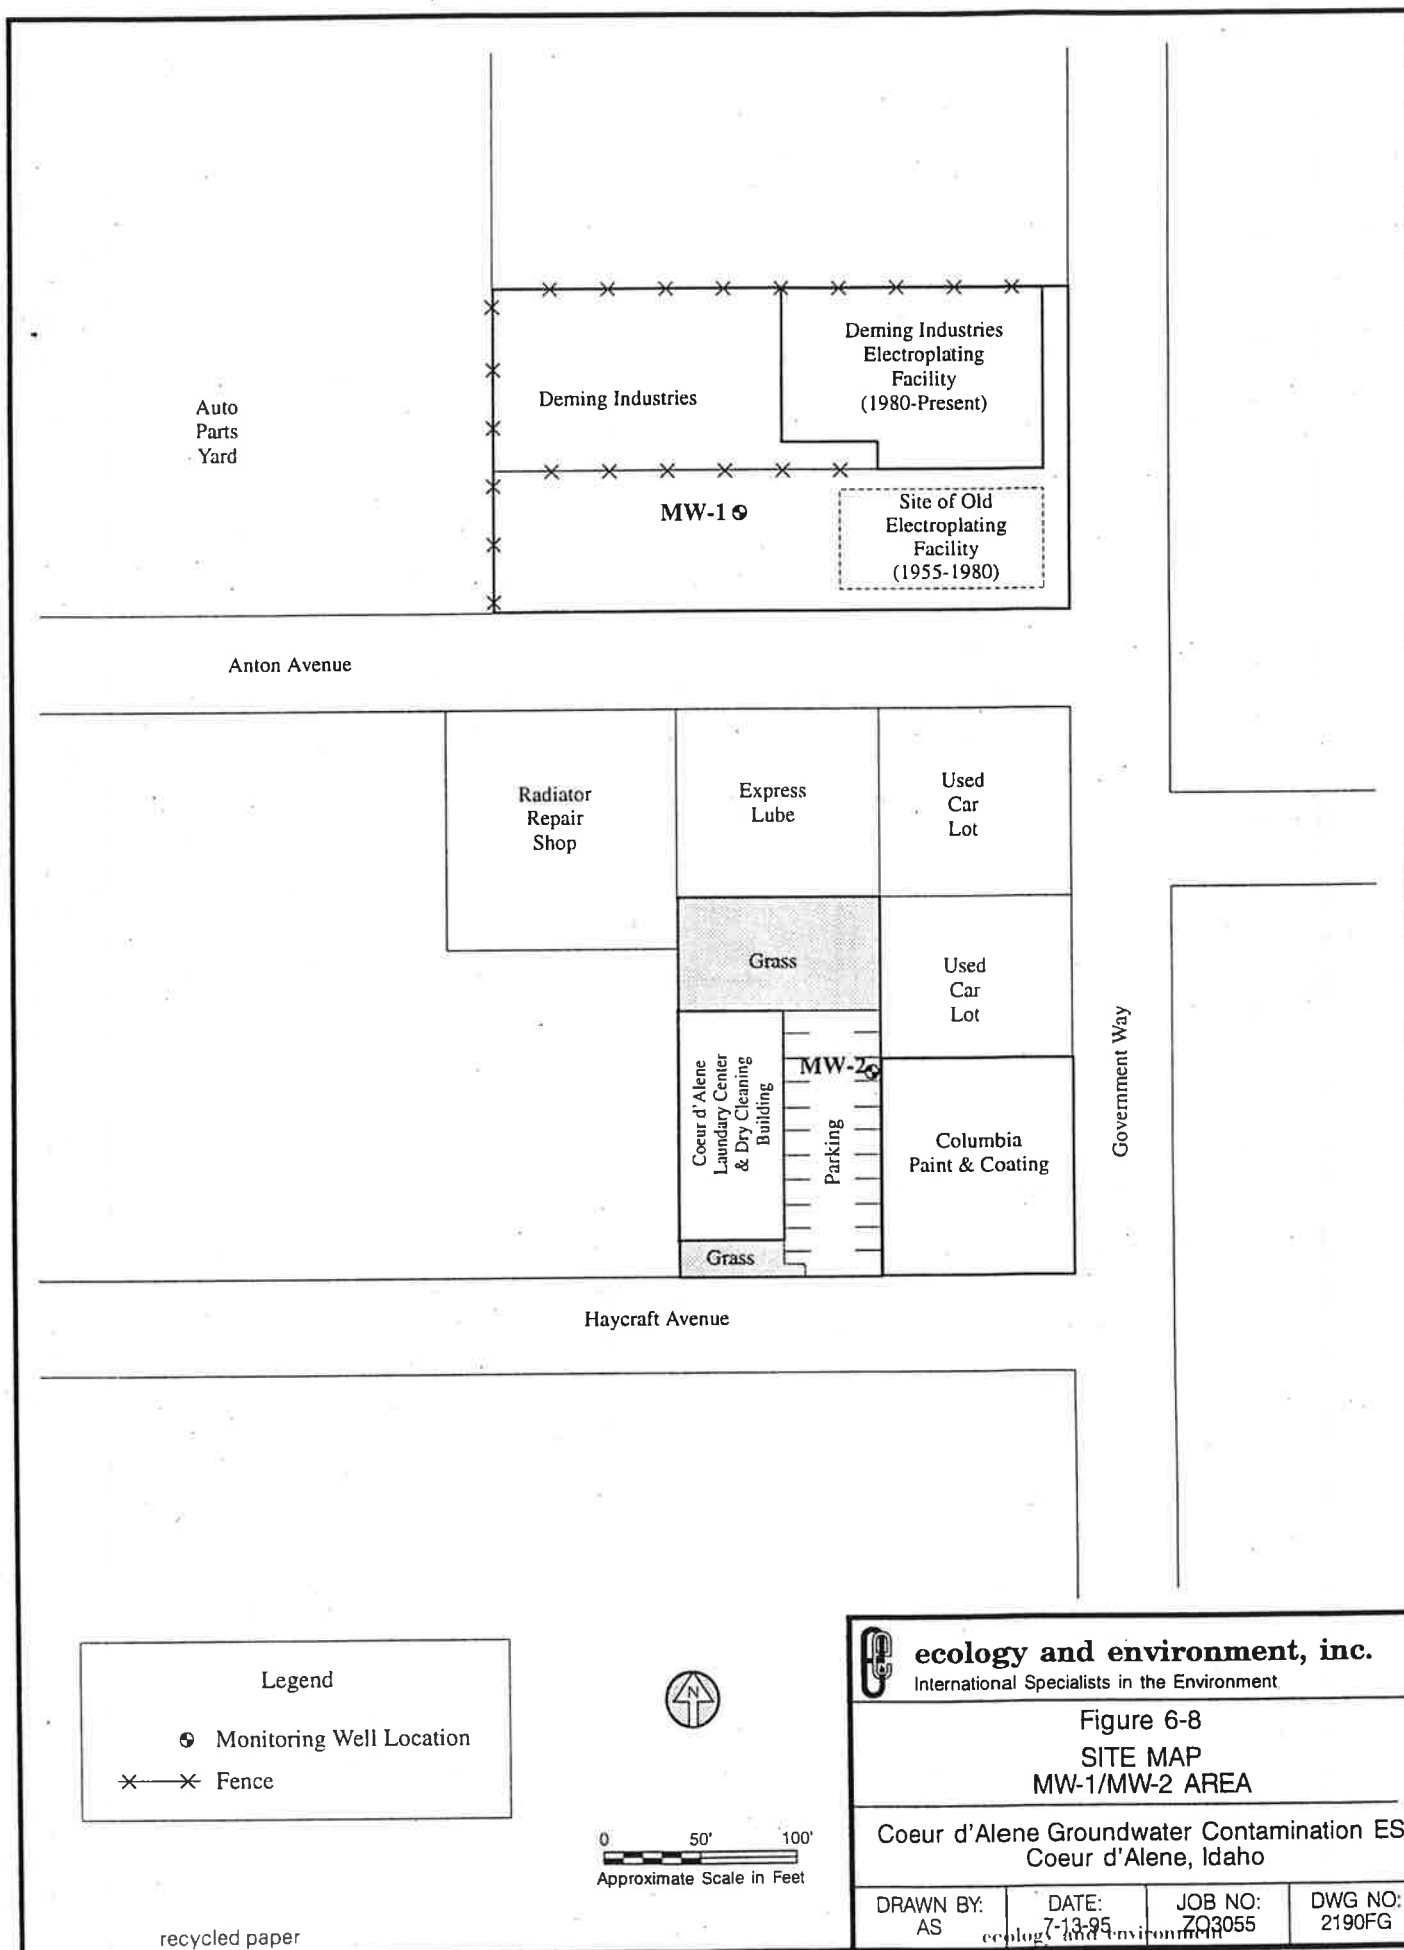 Deming Industries
Electroplating
Facility
(1980-Present)
Deming Industries
Auto
Parts
Yard
MW-1
Site of Old
Electroplating
Facility
(1955-1980)
Anton Avenue
Radiator
Repair
Shop
Express
Lube
Used
Car
Lot
Grass
Used
Car
Lot
MW-2
Coeur d'Alene
Laundary Center
& Dry Cleaning
Building
Parking
Columbia
Paint & Coating
Government Way
Grass
Haycraft Avenue
Legend
Monitoring Well Location
Fence
N
0 50' 100'
Approximate Scale in Feet
ecology and environment, inc.
International Specialists in the Environment
Figure 6-8
SITE MAP
MW-1/MW-2 AREA
Coeur d'Alene Groundwater Contamination ES
Coeur d'Alene, Idaho
DRAWN BY:
AS
DATE:
7-13-95
JOB NO:
ZO3055
DWG NO:
2190FG
recycled paper
ecology and environment